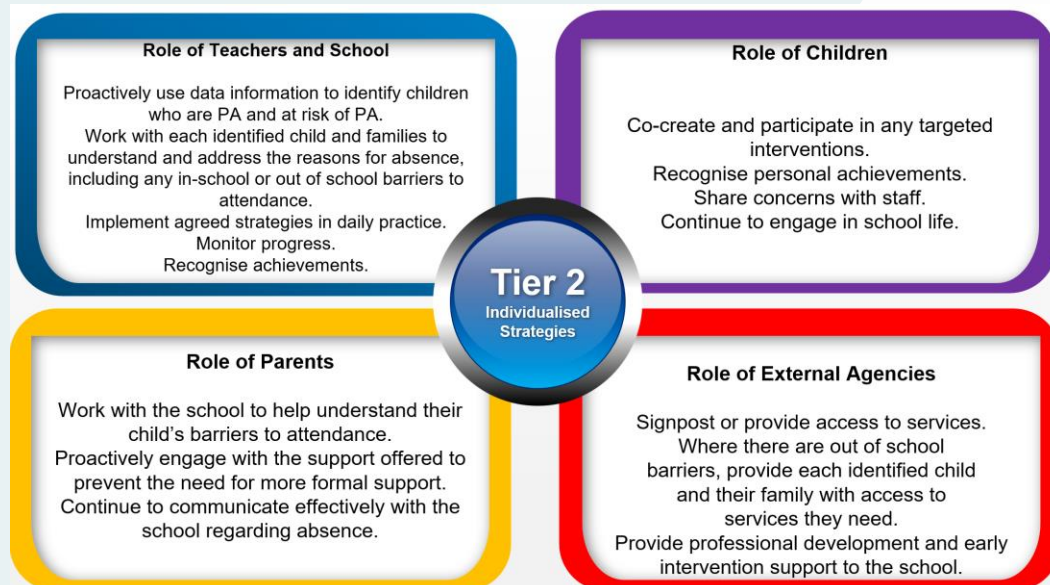 Role of Teachers and School
Proactively use data information to identify children
who are PA and at risk of PA.
Work with each identified child and families to
understand and address the reasons for absence,
including any in-school or out of school barriers to
attendance.
Implement agreed strategies in daily practice.
Monitor progress.
Recognise achievements.
Role of Children
Co-create and participate in any targeted
interventions.
Recognise personal achievements.
Share concerns with staff.
Continue to engage in school life.
Tier 2
Individualised
Strategies
Role of Parents
Work with the school to help understand their
child’s barriers to attendance.
Proactively engage with the support offered to
prevent the need for more formal support.
Continue to communicate effectively with the
school regarding absence.
Role of External Agencies
Signpost or provide access to services.
Where there are out of school
barriers, provide each identified child
and their family with access to
services they need.
Provide professional development and early
intervention support to the school.